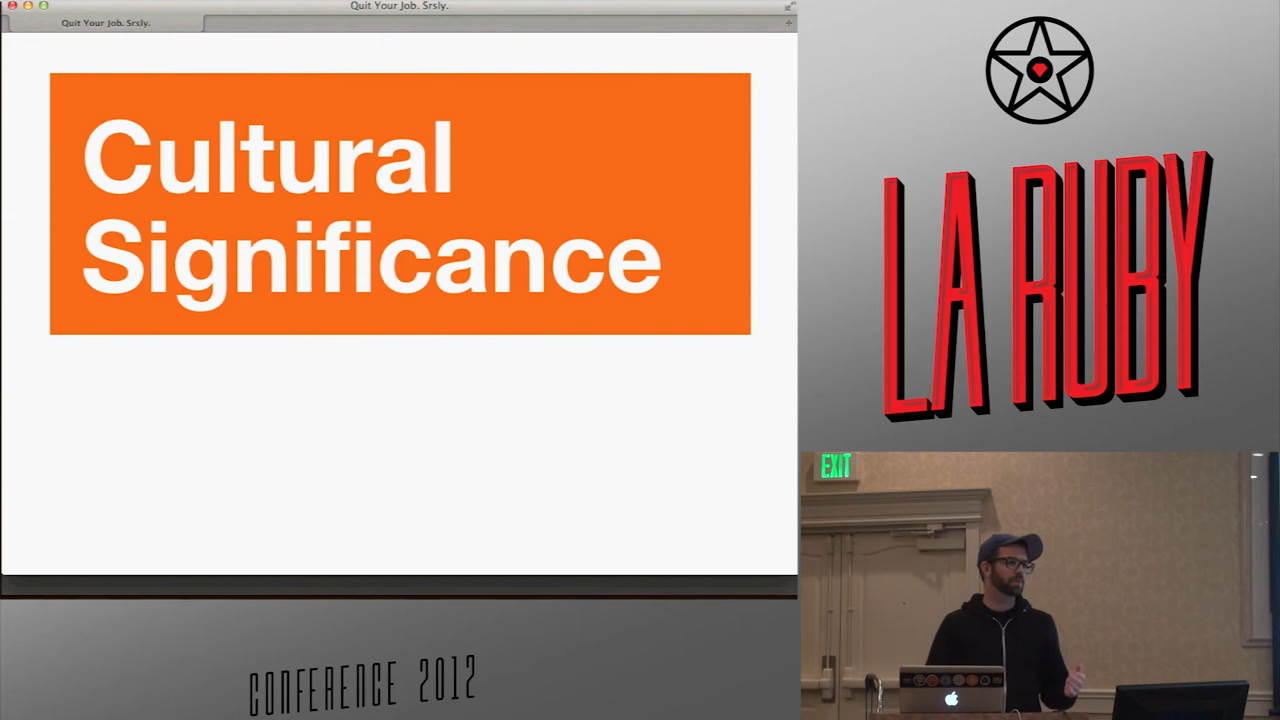 Quit Your Job. Srsly.
Quit Your Job. Srsly.
Cultural
Significance
LA RUBY
EXIT
CONFERENCE 2012